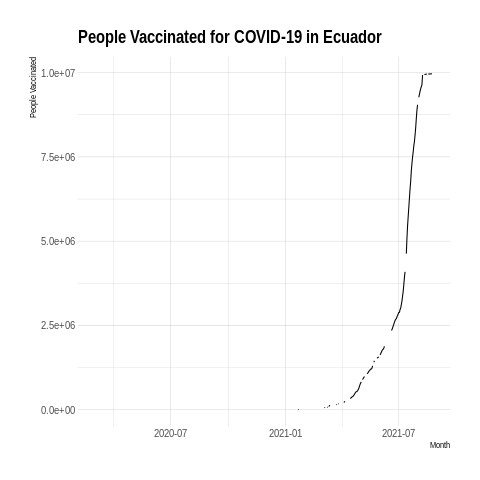 People Vaccinated for COVID-19 in Ecuador
People Vaccinated
1.0e+07
7.5e+06
5.0e+06
2.5e+06
0.0e+00
2020-07
2021-01
2021-07
Month